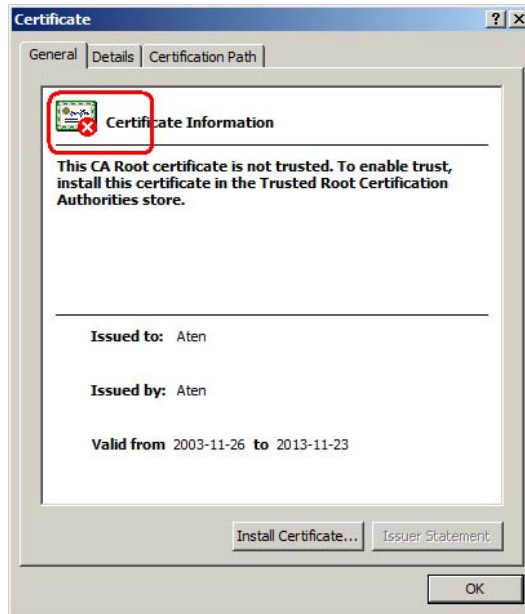 Certificate
General Details Certification Path
Certificate Information
This CA Root certificate is not trusted. To enable trust,
install this certificate in the Trusted Root Certification
Authorities store.
Issued to: Aten
Issued by: Aten
Valid from 2003-11-26 to 2013-11-23
Install Certificate... Issuer Statement
OK